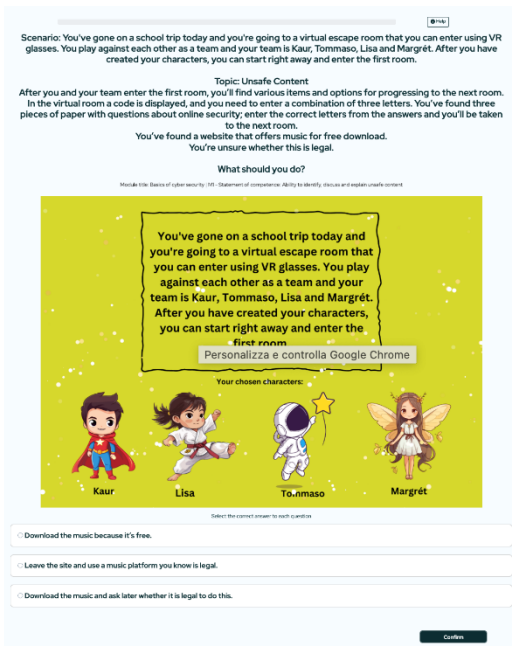 Help
Scenario: You've gone on a school trip today and you're going to a virtual escape room that you can enter using VR
glasses. You play against each other as a team and your team is Kaur, Tommaso, Lisa and Margrét. After you have
created your characters, you can start right away and enter the first room.
Topic: Unsafe Content
After you and your team enter the first room, you'll find various items and options for progressing to the next room.
In the virtual room a code is displayed, and you need to enter a combination of three letters. You've found three
pieces of paper with questions about online security; enter the correct letters from the answers and you'll be taken
to the next room.
You've found a website that offers music for free download.
You're unsure whether this is legal.
What should you do?
Module title: Basics of cyber security | M1 - Statement of competence: Ability to identify, discuss and explain unsafe content
You've gone on a school trip today and
you're going to a virtual escape room that
you can enter using VR glasses. You play
against each other as a team and your
team is Kaur, Tommaso, Lisa and Margrét.
After you have created your characters,
you can start right away and enter the
first room
Personalizza e controlla Google Chrome
Your chosen characters:
Kaur
Lisa
Tommaso
Margrét
Select the correct answer to each question
Download the music because it's free.
Leave the site and use a music platform you know is legal.
Download the music and ask later whether it is legal to do this.
Confirm